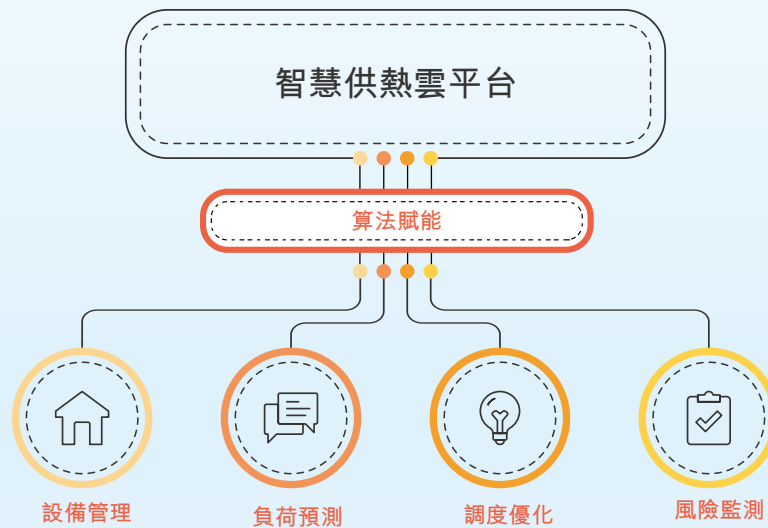 智慧供熱雲平台
算法賦能
設備管理
負荷預測
調度優化
風險監測